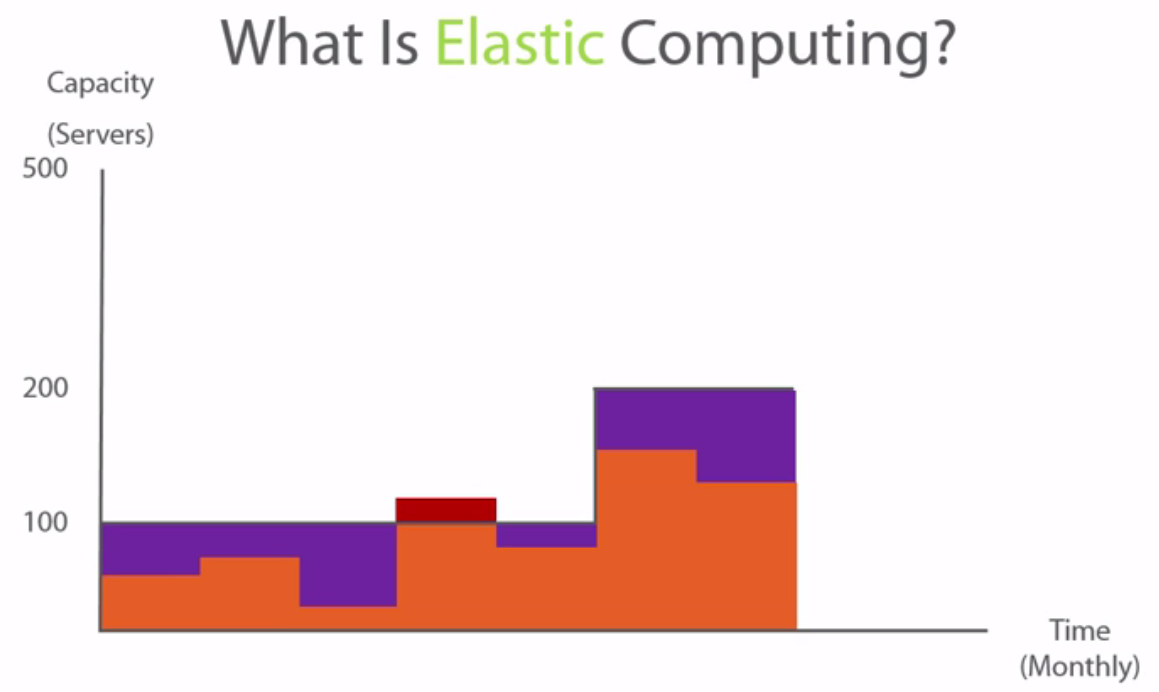 What Is Elastic Computing?
Capacity
(Servers)
500
200
100
Time
(Monthly)